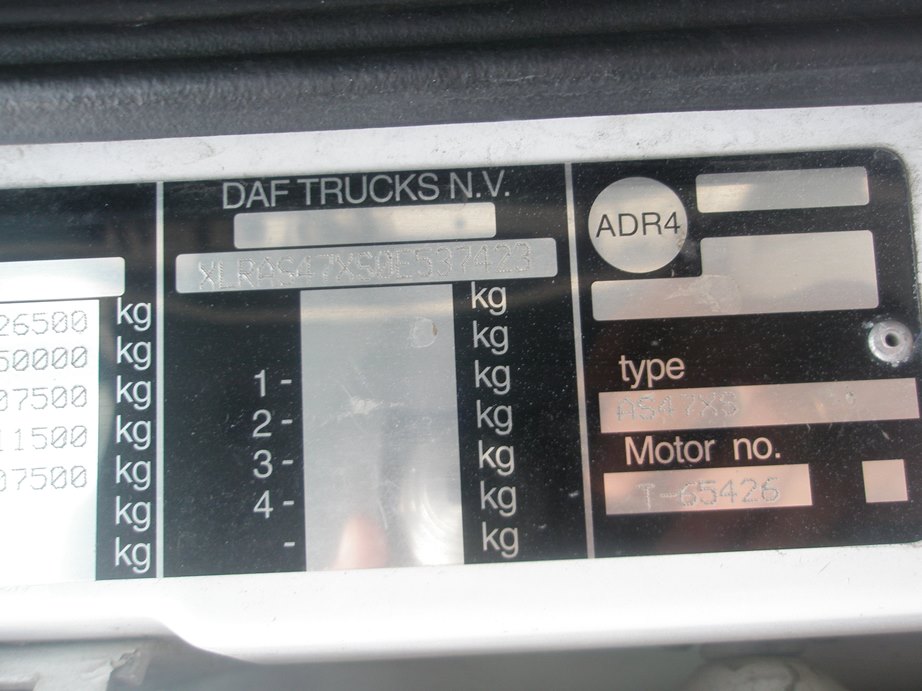 DAF TRUCKS N.V.
XLRAS47XS0E537423
26500 kg
50000 kg
07500 kg
11500 kg
07500 kg
kg
kg
kg
kg
1- kg
2- kg
3- kg
4- kg
- kg
ADR4
type
AS47XS
Motor no.
T-65426